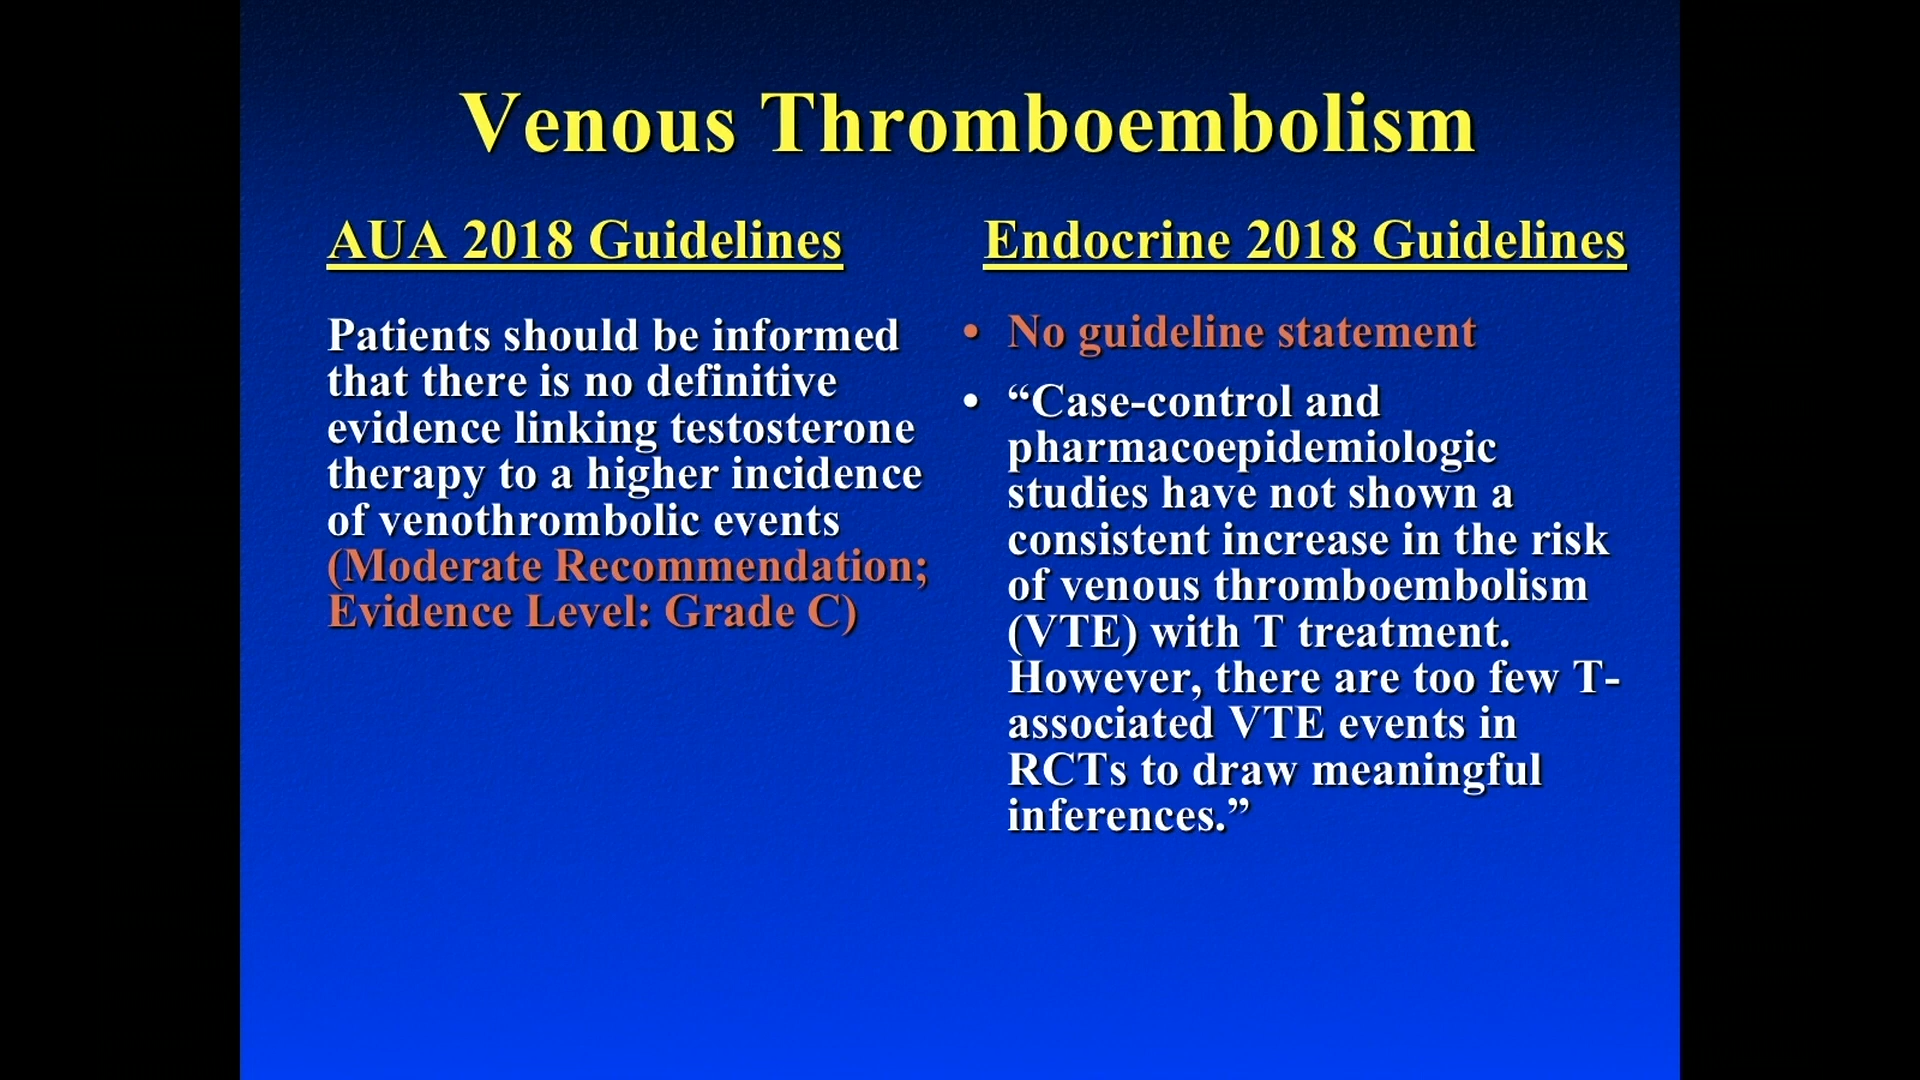 Venous Thromboembolism
AUA 2018 Guidelines
Patients should be informed
that there is no definitive
evidence linking testosterone
therapy to a higher incidence
of venothrombolic events
(Moderate Recommendation;
Evidence Level: Grade C)
Endocrine 2018 Guidelines
• No guideline statement
• “Case-control and
pharmacoepidemiologic
studies have not shown a
consistent increase in the risk
of venous thromboembolism
(VTE) with T treatment.
However, there are too few T-
associated VTE events in
RCTs to draw meaningful
inferences.”